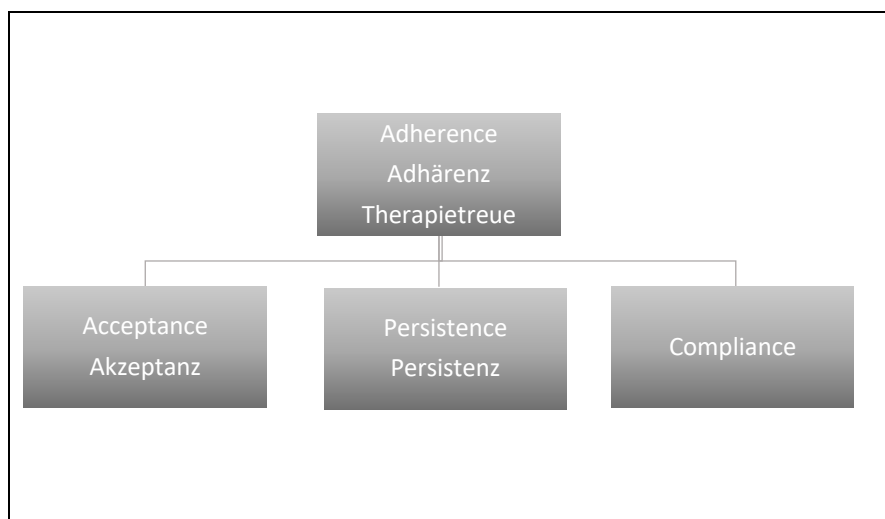 Adherence
Adhärenz
Therapietreue
Acceptance
Akzeptanz
Persistence
Persistenz
Compliance